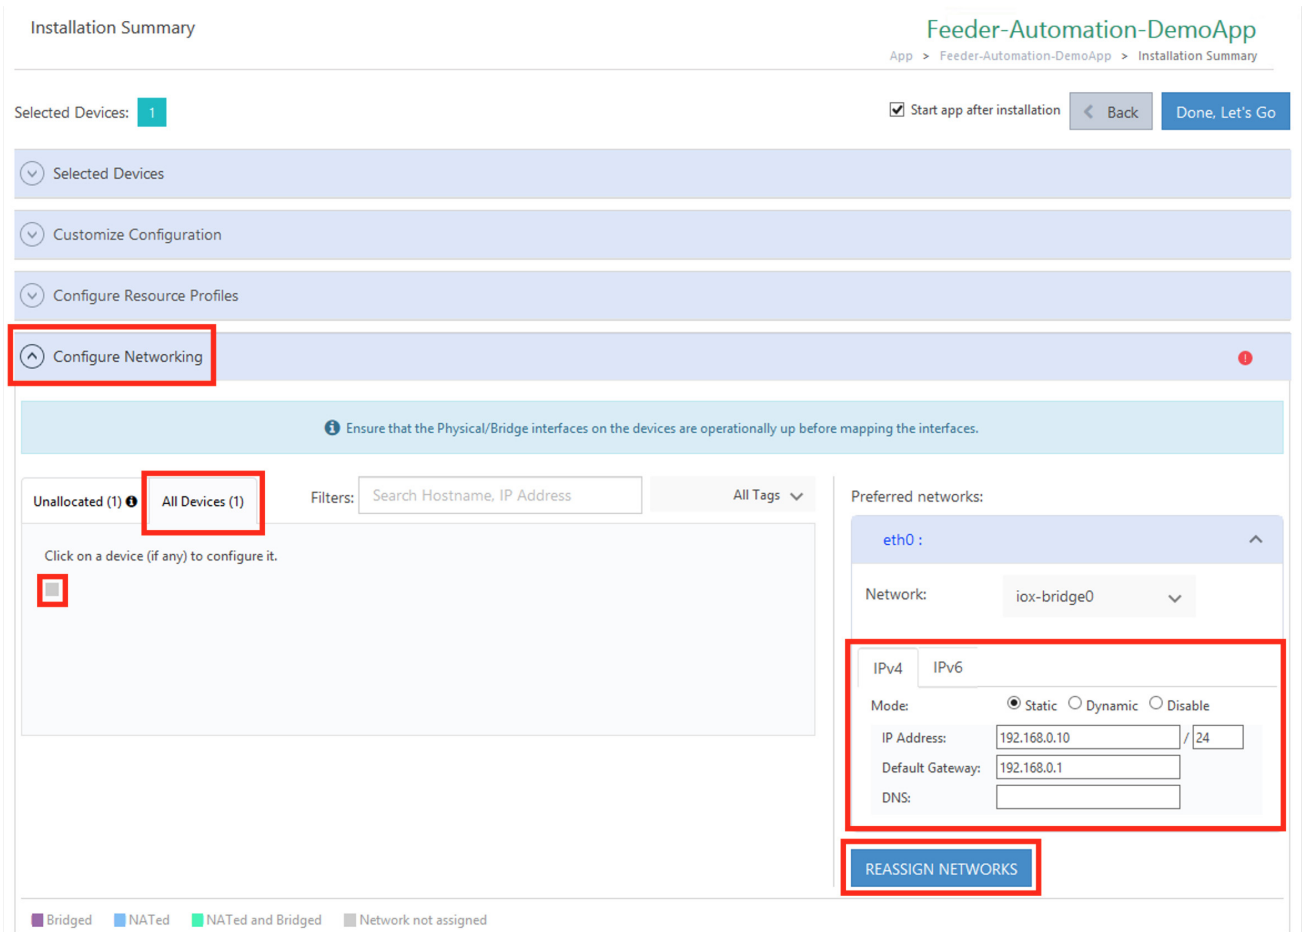 Installation Summary
Feeder-Automation-DemoApp
App > Feeder-Automation-DemoApp > Installation Summary
Selected Devices: 1
Start app after installation
Back
Done, Let's Go
Selected Devices
Customize Configuration
Configure Resource Profiles
Configure Networking
Ensure that the Physical/Bridge interfaces on the devices are operationally up before mapping the interfaces.
Unallocated (1)
All Devices (1)
Filters: Search Hostname, IP Address
All Tags
Click on a device (if any) to configure it.
Preferred networks:
eth0 :
Network: iox-bridge0
IPv4 IPv6
Mode: Static Dynamic Disable
IP Address: 192.168.0.10 / 24
Default Gateway: 192.168.0.1
DNS:
REASSIGN NETWORKS
Bridged NATed NATed and Bridged Network not assigned